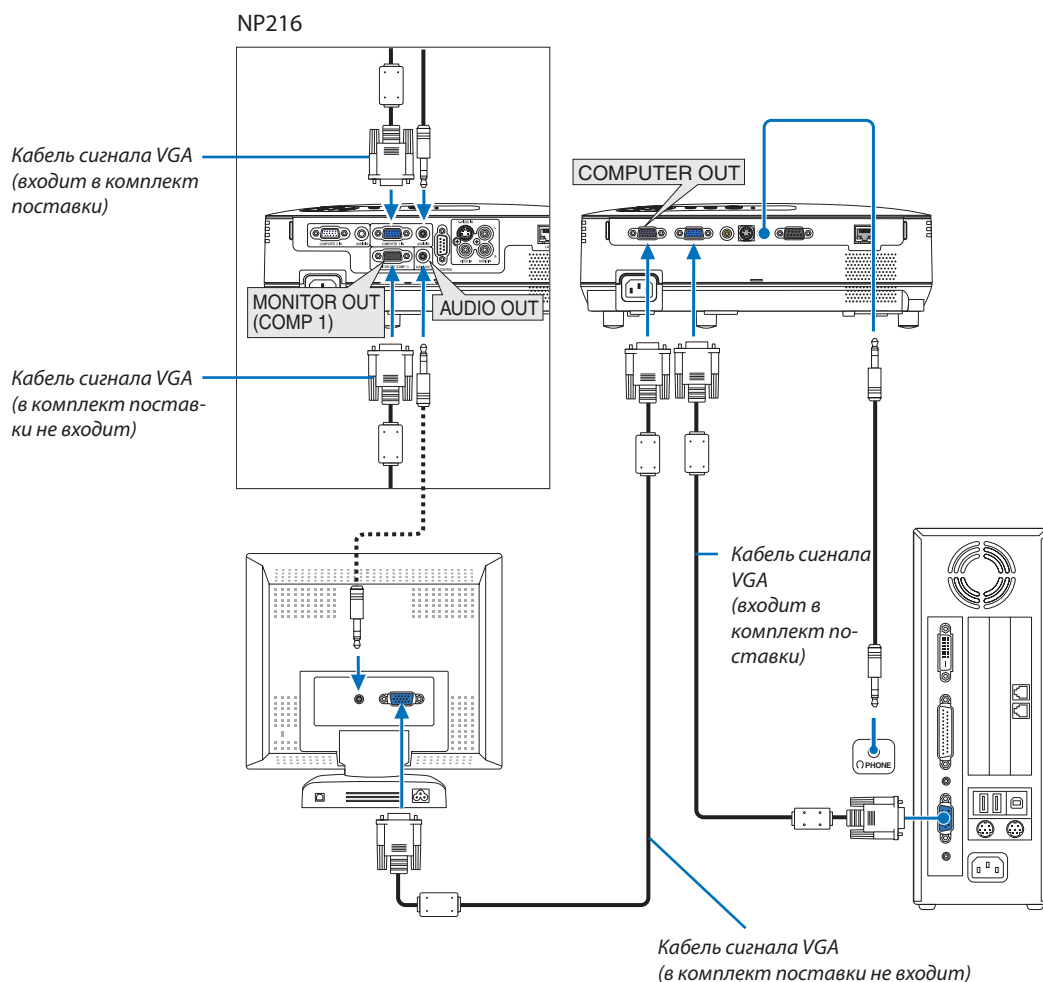 NP216
Кабель сигнала VGA
(входит в комплект
поставки)
COMPUTER OUT
MONITOR OUT
(COMP 1)
AUDIO OUT
Кабель сигнала VGA
(в комплект постав-
ки не входит)
Кабель сигнала
VGA
(входит в
комплект по-
ставки)
PHONE
Кабель сигнала VGA
(в комплект поставки не входит)